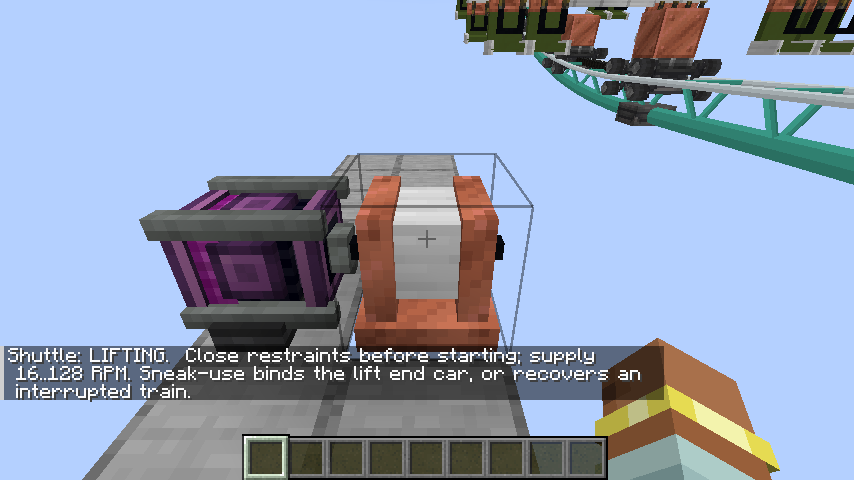 Shuttle: LIFTING.  Close restraints before starting; supply
16..128 RPM. Sneak-use binds the lift end car, or recovers an
interrupted train.